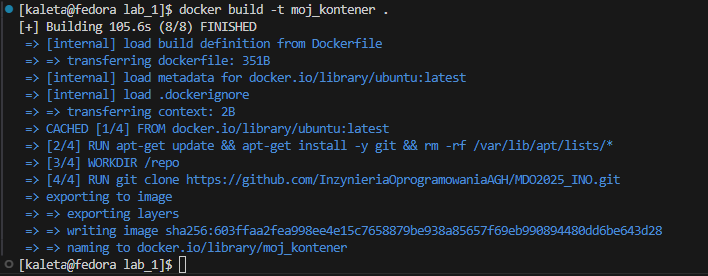 [kaleta@fedora lab_1]$ docker build -t moj_kontener .
[+] Building 105.6s (8/8) FINISHED
=> [internal] load build definition from Dockerfile
=> => transferring dockerfile: 351B
=> [internal] load metadata for docker.io/library/ubuntu:latest
=> [internal] load .dockerignore
=> => transferring context: 2B
=> CACHED [1/4] FROM docker.io/library/ubuntu:latest
=> [2/4] RUN apt-get update && apt-get install -y git && rm -rf /var/lib/apt/lists/*
=> [3/4] WORKDIR /repo
=> [4/4] RUN git clone https://github.com/InzynieriaOprogramowaniaAGH/MDO2025_INO.git
=> exporting to image
=> => exporting layers
=> => writing image sha256:603ffaa2fea998ee4e15c7658879be938a85657f69eb990894480dd6be643d28
=> => naming to docker.io/library/moj_kontener
[kaleta@fedora lab_1]$